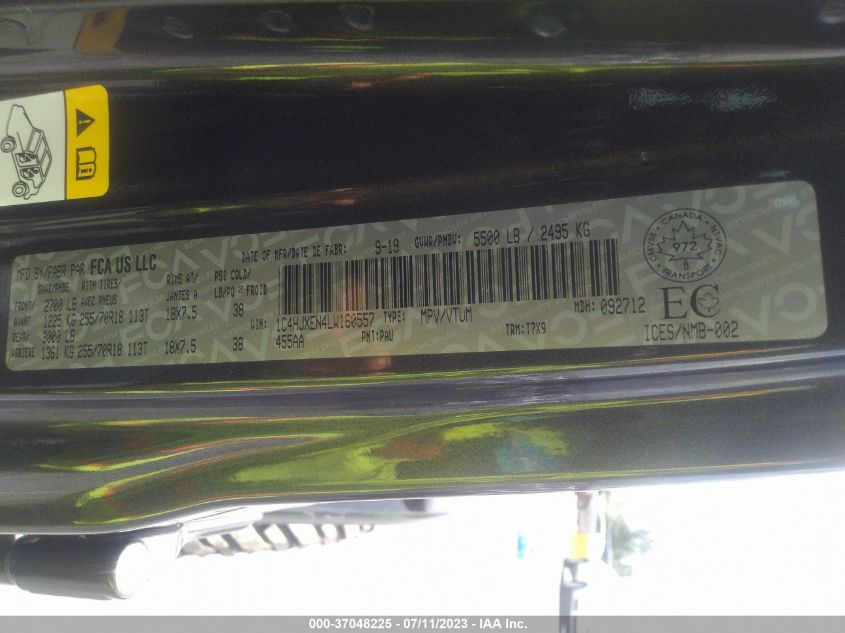 MFD BY/FABR PAR FCA US LLC
DATE OF MFR/DATE DE FABR: 9-19 GVWR/PNBV: 5500 LB / 2495 KG
GAWR/PNBE WITH TIRES/ RIMS AT/ PSI COLD/
FRONT/ 2700 LB AVEC PNEUS JANTES A LB/PO 2 FROID
AVANT 1225 KG 255/70R18 113T 18X7.5 38
REAR/ 3000 LB
ARRIERE 1361 KG 255/70R18 113T 18X7.5 38
VIN: 1C4HJXEN4LW160557 TYPE: MPV/VTUM MDH: 092712
455AA PNT: PAU TRM: T7X9
CANADA
OSM/NO NSVAC
972
TRANSPORT
EC
ICES/NMB-002
000-37048225 - 07/11/2023 - IAA Inc.